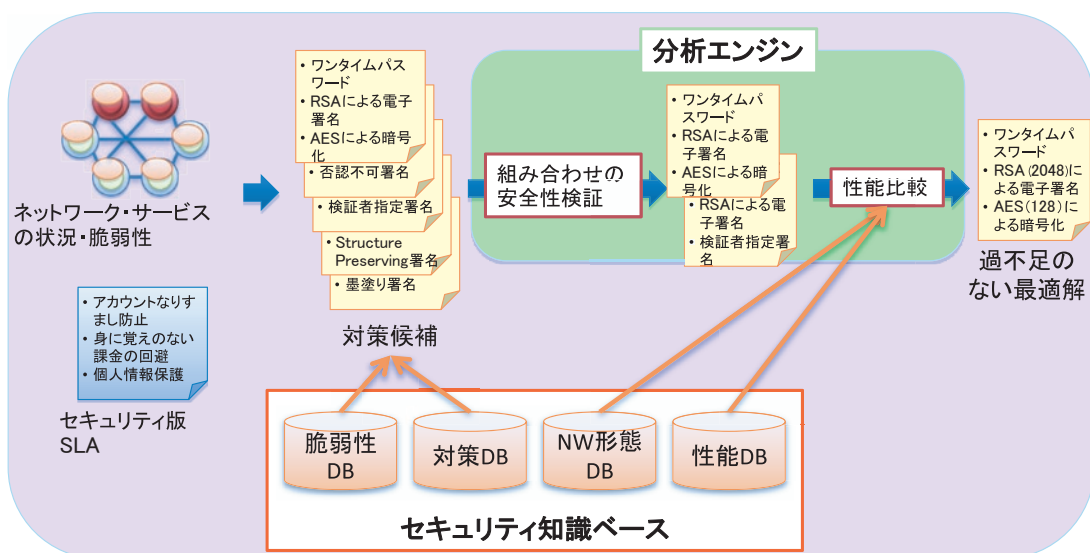 分析エンジン
ネットワーク・サービス
の状況・脆弱性
• アカウントなりす
まし防止
• 身に覚えのない
課金の回避
• 個人情報保護
セキュリティ版
SLA
• ワンタイムパス
ワード
• RSAによる電子
署名
• AESによる暗号
化
• 否認不可署名
• 検証者指定署名
• Structure
Preserving署名
• 墨塗り署名
対策候補
組み合わせの
安全性検証
• ワンタイムパ
スワード
• RSAによる電
子署名
• AESによる暗
号化
• RSAによる電
子署名
• 検証者指定署
名
性能比較
• ワンタイムパ
スワード
• RSA(2048)に
よる電子署名
• AES(128)に
よる暗号化
過不足の
ない最適解
脆弱性
DB
対策DB
NW形態
DB
性能DB
セキュリティ知識ベース